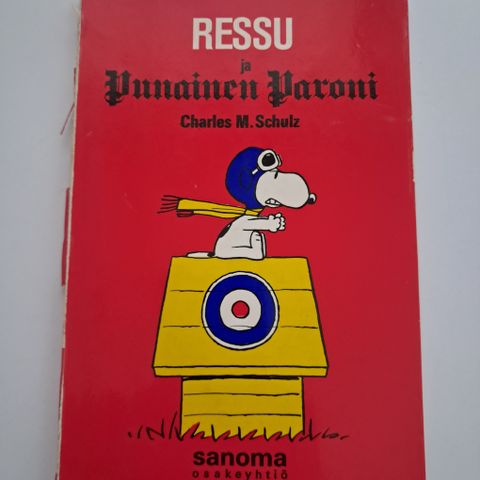 RESSU
ja
Punainen Paroni
Charles M. Schulz
sanoma
osakeyhtiö